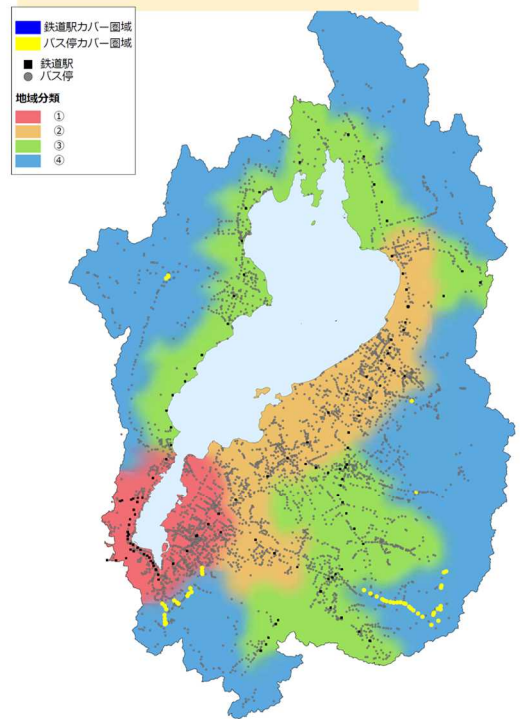 鉄道駅カバー圏域
バス停カバー圏域
鉄道駅
バス停
地域分類
①
②
③
④